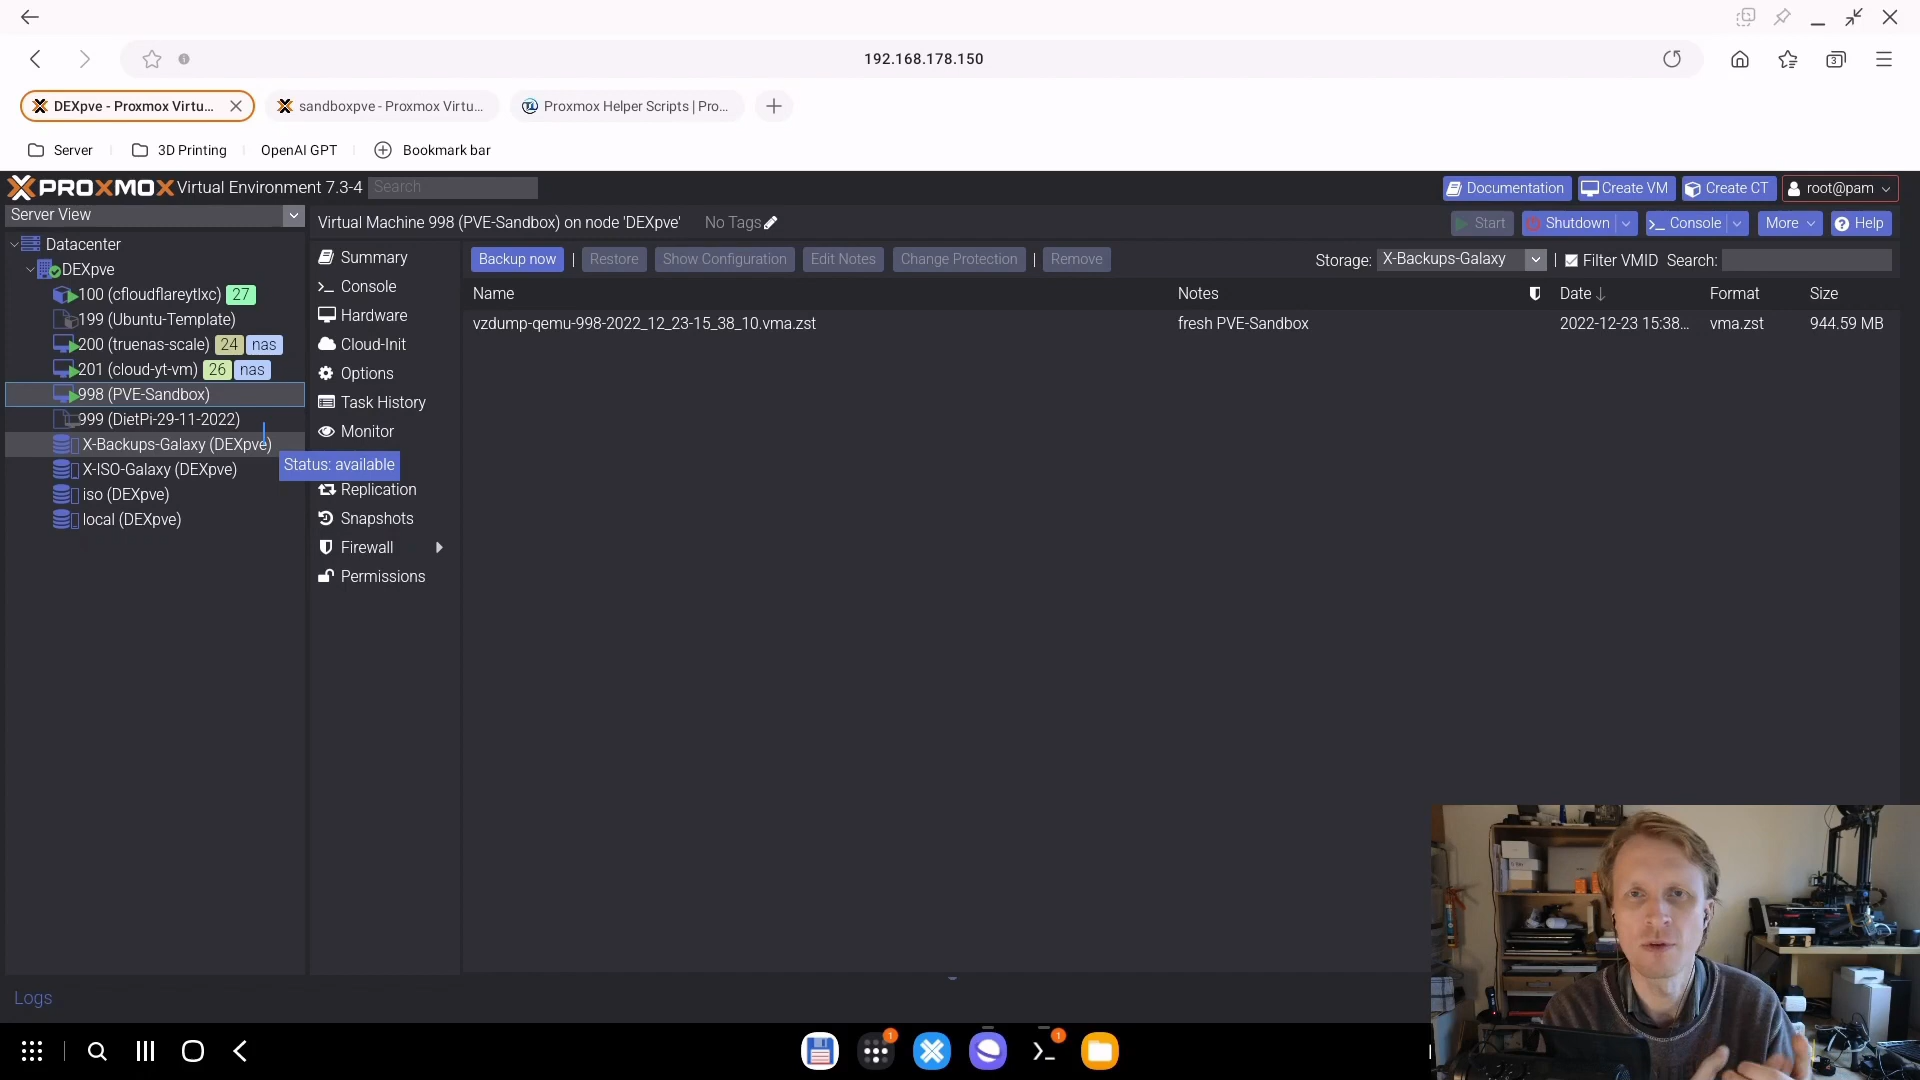 192.168.178.150
3
DEXpve - Proxmox Virtu...
sandboxpve - Proxmox Virtu...
Proxmox Helper Scripts | Pro...
Server
3D Printing
OpenAI GPT
Bookmark bar
PROXMOX Virtual Environment 7.3-4
Search
Documentation
Create VM
Create CT
root@pam
Server View
Virtual Machine 998 (PVE-Sandbox) on node 'DEXpve'
No Tags
Start
Shutdown
Console
More
Help
Datacenter
DEXpve
100 (cfloudflareytlxc) 27
199 (Ubuntu-Template)
200 (truenas-scale) 24 nas
201 (cloud-yt-vm) 26 nas
998 (PVE-Sandbox)
999 (DietPi-29-11-2022)
X-Backups-Galaxy (DEXpve)
X-ISO-Galaxy (DEXpve)
iso (DEXpve)
local (DEXpve)
Status: available
Summary
Console
Hardware
Cloud-Init
Options
Task History
Monitor
Replication
Snapshots
Firewall
Permissions
Backup now
Restore
Show Configuration
Edit Notes
Change Protection
Remove
Storage: X-Backups-Galaxy
Filter VMID
Search:
Name
Notes
Date
Format
Size
vzdump-qemu-998-2022_12_23-15_38_10.vma.zst
fresh PVE-Sandbox
2022-12-23 15:38...
vma.zst
944.59 MB
Logs
1
1